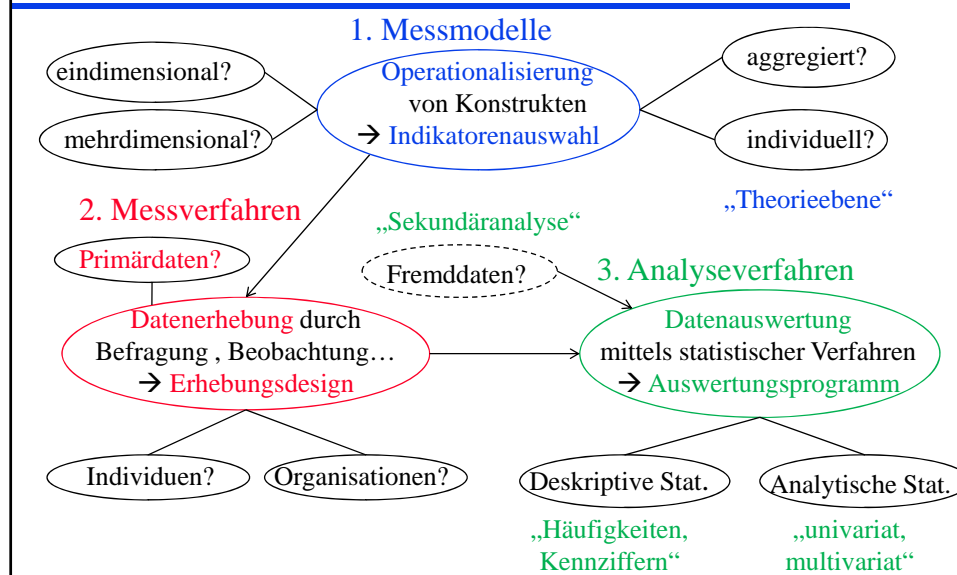 1. Messmodelle
eindimensional?
mehrdimensional?
Operationalisierung
von Konstrukten
→ Indikatorenauswahl
aggregiert?
individuell?
„Theorieebene“
2. Messverfahren
Primärdaten?
Datenerhebung durch
Befragung , Beobachtung…
→ Erhebungsdesign
Individuen?
Organisationen?
„Sekundäranalyse“
Fremddaten?
3. Analyseverfahren
Datenauswertung
mittels statistischer Verfahren
→ Auswertungsprogramm
Deskriptive Stat.
„Häufigkeiten,
Kennziffern“
Analytische Stat.
„univariat,
multivariat“